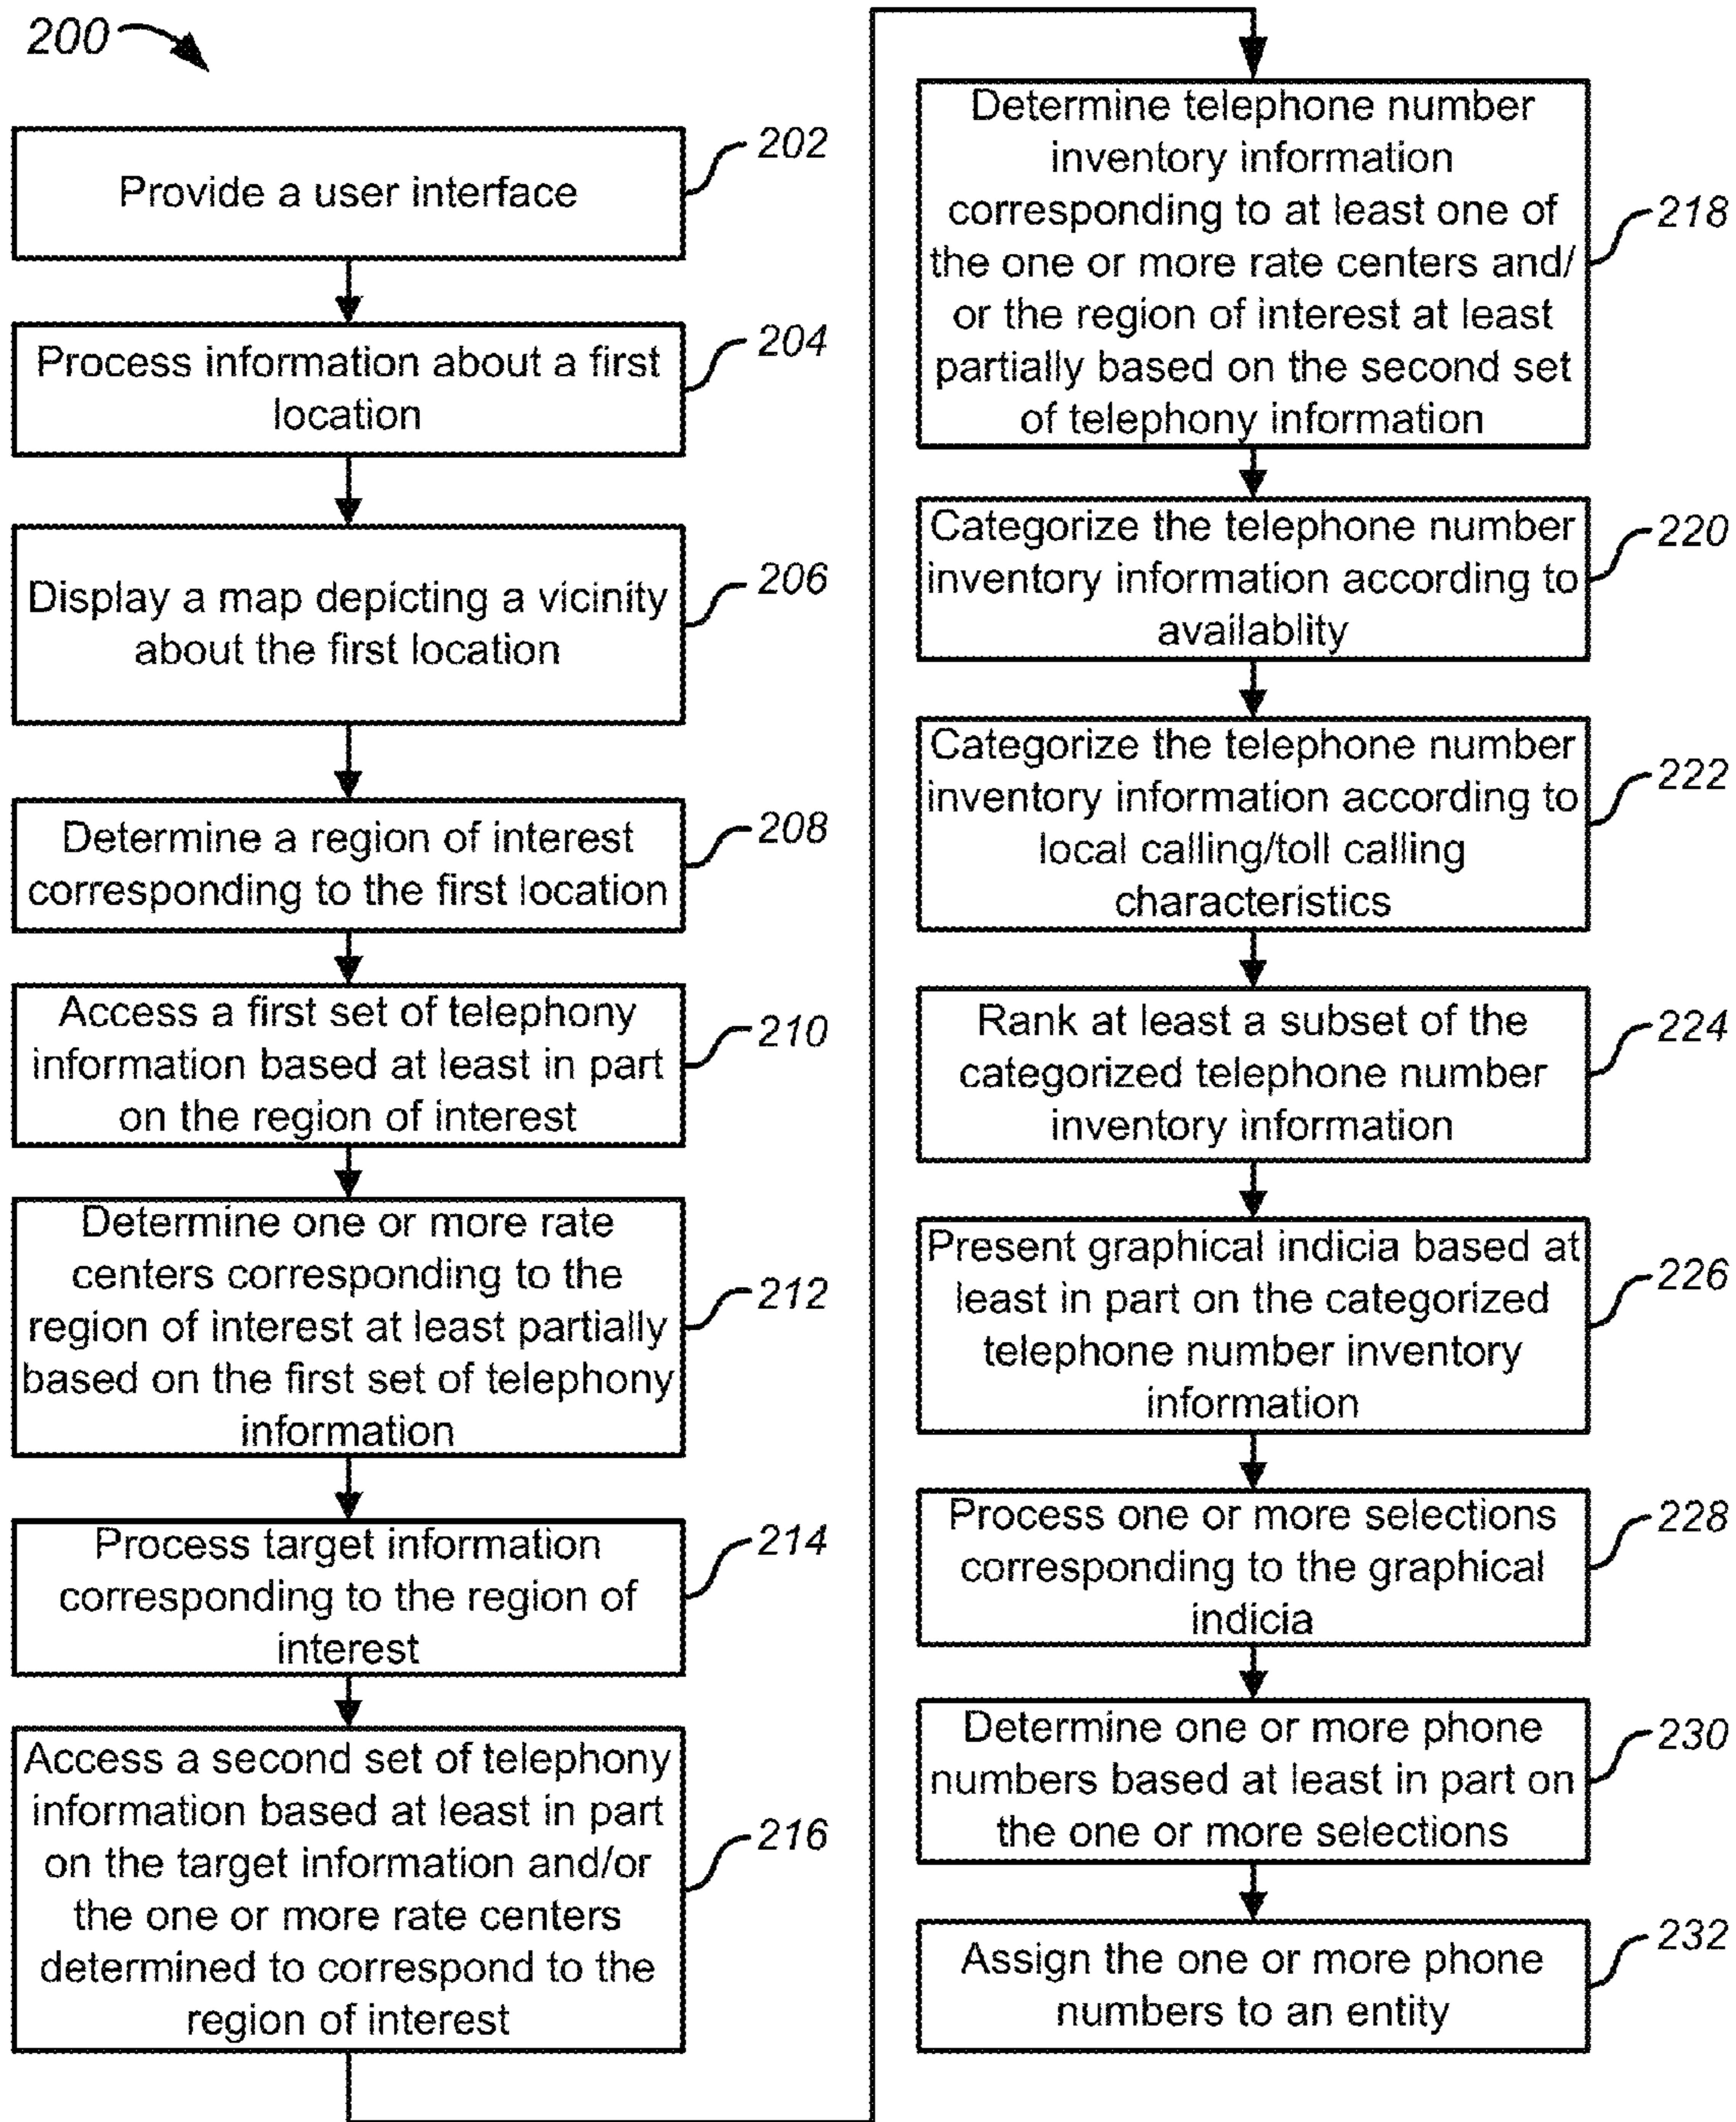 200
Provide a user interface
202
Process information about a first
location
204
Display a map depicting a vicinity
about the first location
206
Determine a region of interest
corresponding to the first location
208
Access a first set of telephony
information based at least in part
on the region of interest
210
Determine one or more rate
centers corresponding to the
region of interest at least partially
based on the first set of telephony
information
212
Process target information
corresponding to the region of
interest
214
Access a second set of telephony
information based at least in part
on the target information and/or
the one or more rate centers
determined to correspond to the
region of interest
216
Determine telephone number
inventory information
corresponding to at least one of
the one or more rate centers and/
or the region of interest at least
partially based on the second set
of telephony information
218
Categorize the telephone number
inventory information according to
availablity
220
Categorize the telephone number
inventory information according to
local calling/toll calling
characteristics
222
Rank at least a subset of the
categorized telephone number
inventory information
224
Present graphical indicia based at
least in part on the categorized
telephone number inventory
information
226
Process one or more selections
corresponding to the graphical
indicia
228
Determine one or more phone
numbers based at least in part on
the one or more selections
230
Assign the one or more phone
numbers to an entity
232